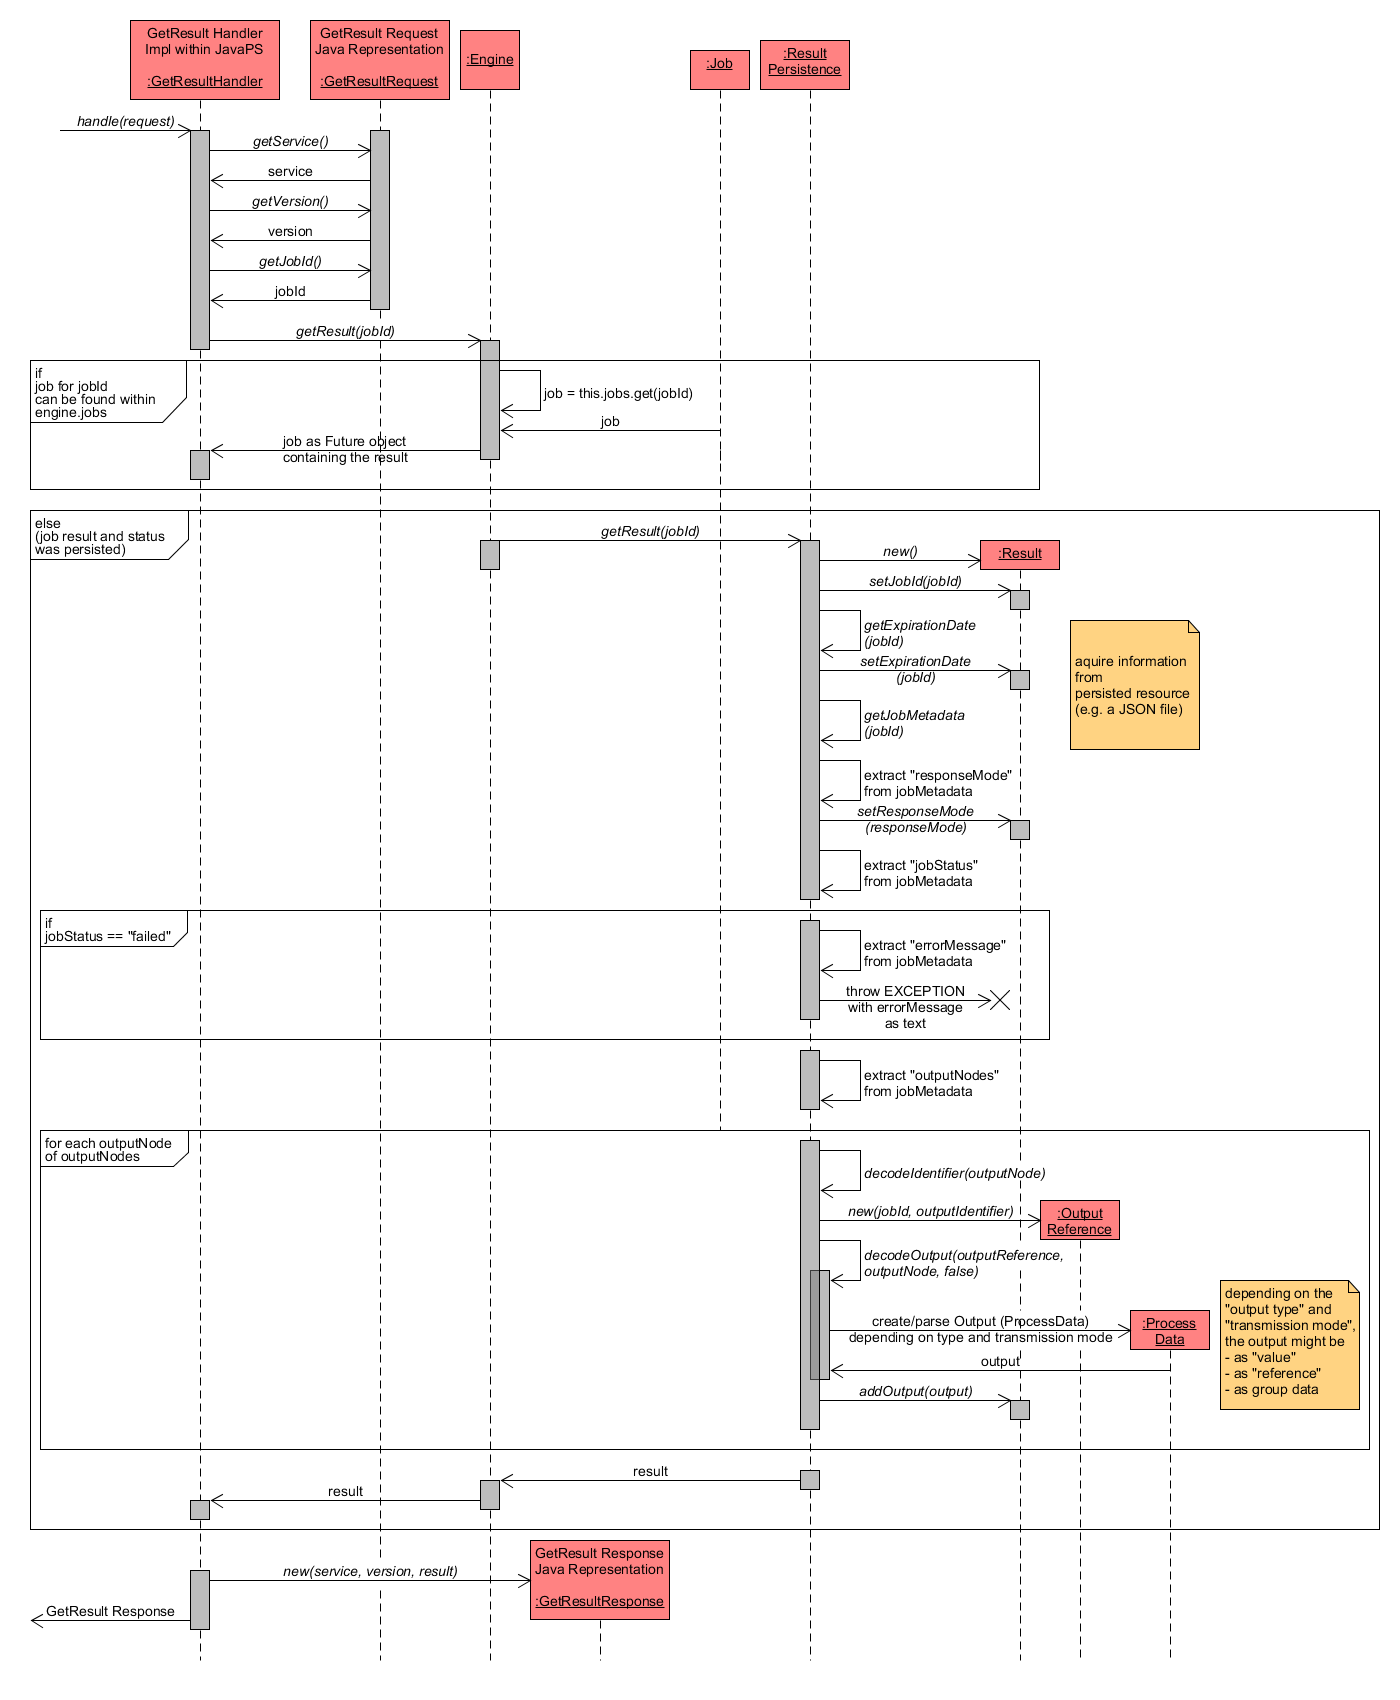 GetResult Handler
Impl within JavaPS
:GetResultHandler
GetResult Request
Java Representation
:GetResultRequest
:Engine
:Job
:Result
Persistence
handle(request)
getService()
service
getVersion()
version
getJobId()
jobId
getResult(jobId)
if
job for jobId
can be found within
engine.jobs
job = this.jobs.get(jobId)
job
job as Future object
containing the result
else
(job result and status
was persisted)
getResult(jobId)
new()
:Result
setJobId(jobId)
getExpirationDate
(jobId)
setExpirationDate
(jobId)
aquire information
from
persisted resource
(e.g. a JSON file)
getJobMetadata
(jobId)
extract "responseMode"
from jobMetadata
setResponseMode
(responseMode)
extract "jobStatus"
from jobMetadata
if
jobStatus == "failed"
extract "errorMessage"
from jobMetadata
throw EXCEPTION
with errorMessage
as text
extract "outputNodes"
from jobMetadata
for each outputNode
of outputNodes
decodeIdentifier(outputNode)
new(jobId, outputIdentifier)
:Output
Reference
decodeOutput(outputReference,
outputNode, false)
create/parse Output (ProcessData)
depending on type and transmission mode
:Process
Data
depending on the
"output type" and
"transmission mode",
the output might be
- as "value"
- as "reference"
- as group data
output
addOutput(output)
result
result
new(service, version, result)
GetResult Response
Java Representation
:GetResultResponse
GetResult Response